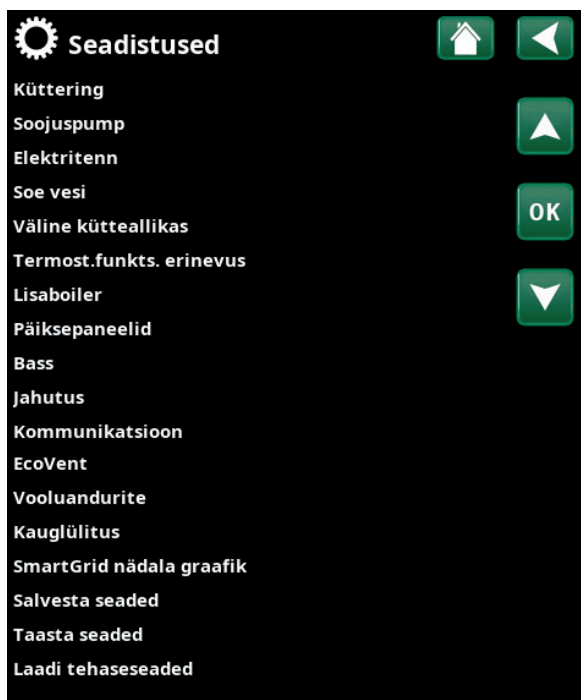 Seadistused
Küttering
Soojuspump
Elektritenn
Soe vesi
OK
Väline kütteallikas
Termost.funkts. erinevus
Lisaboiler
Päiksepaneelid
Bass
Jahutus
Kommunikatsioon
EcoVent
Vooluandurite
Kauglülitus
SmartGrid nädala graafik
Salvesta seaded
Taasta seaded
Laadi tehaseseaded